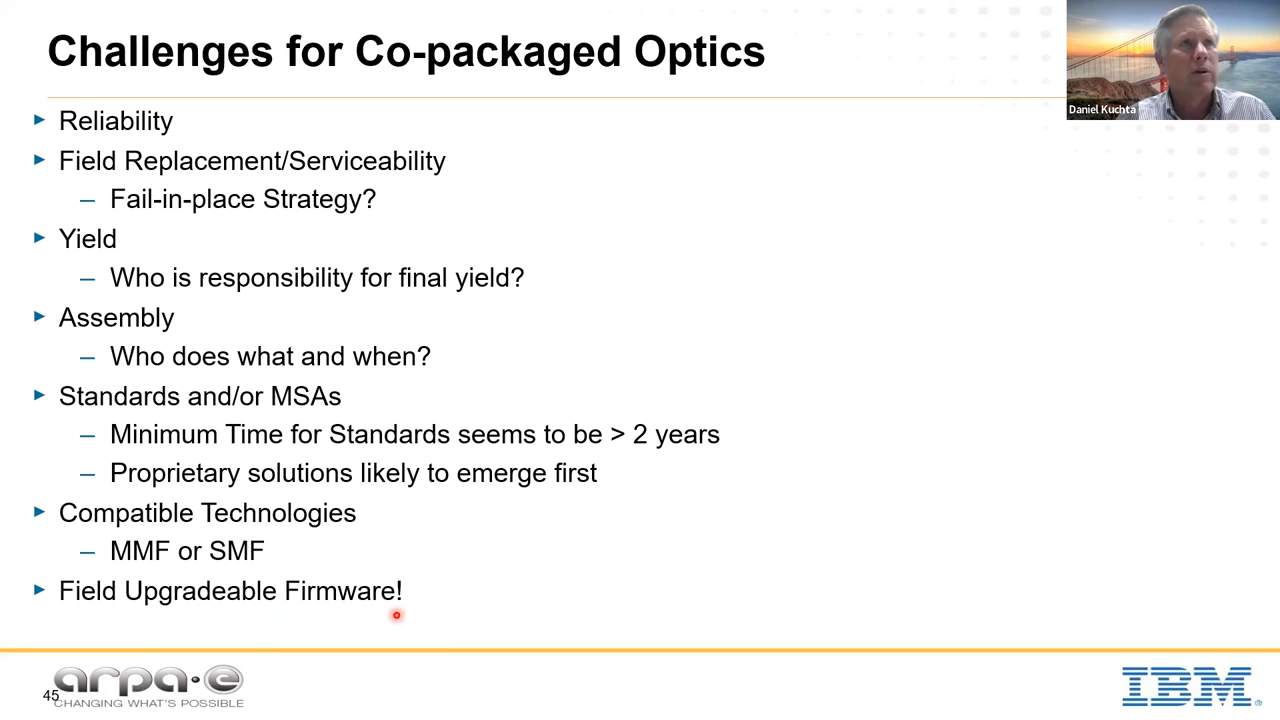 Challenges for Co-packaged Optics
Daniel Kuchta
Reliability
Field Replacement/Serviceability
– Fail-in-place Strategy?
Yield
– Who is responsibility for final yield?
Assembly
– Who does what and when?
Standards and/or MSAs
– Minimum Time for Standards seems to be > 2 years
– Proprietary solutions likely to emerge first
Compatible Technologies
– MMF or SMF
Field Upgradeable Firmware!
45
arpa·e
CHANGING WHAT'S POSSIBLE
IBM®